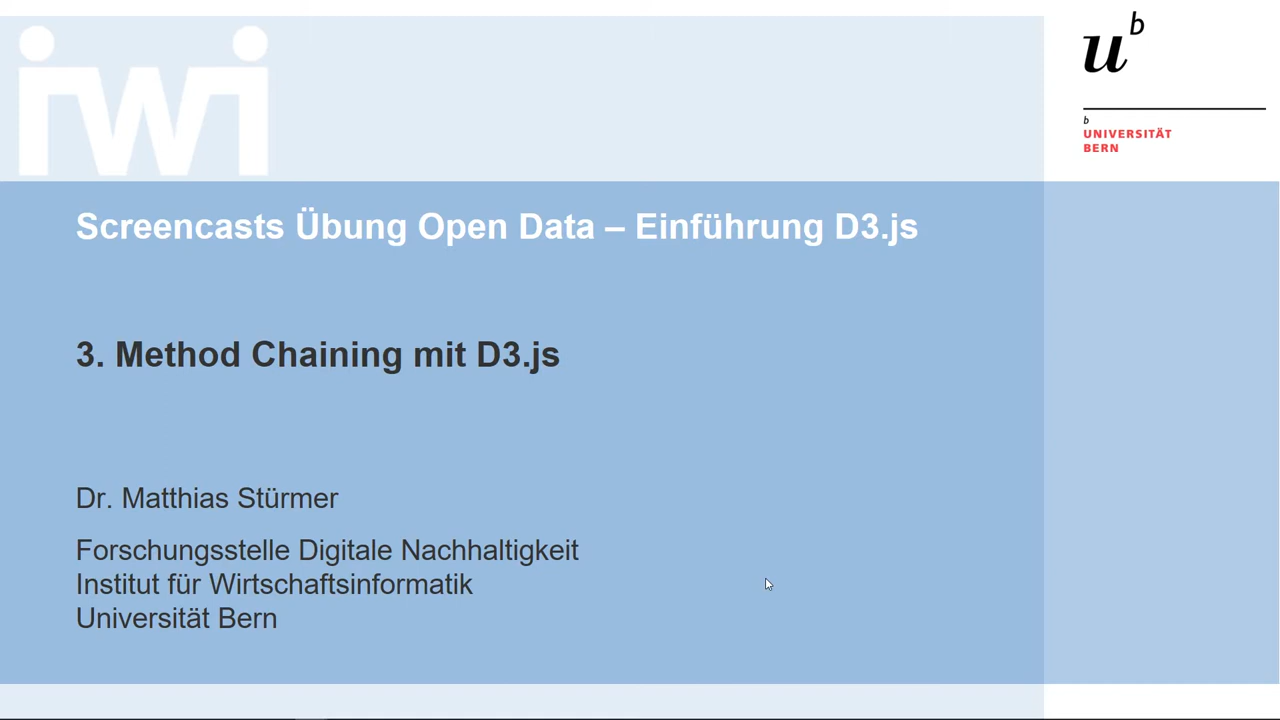 iwi
u b
b
UNIVERSITÄT
BERN
Screencasts Übung Open Data – Einführung D3.js
3. Method Chaining mit D3.js
Dr. Matthias Stürmer
Forschungsstelle Digitale Nachhaltigkeit
Institut für Wirtschaftsinformatik
Universität Bern